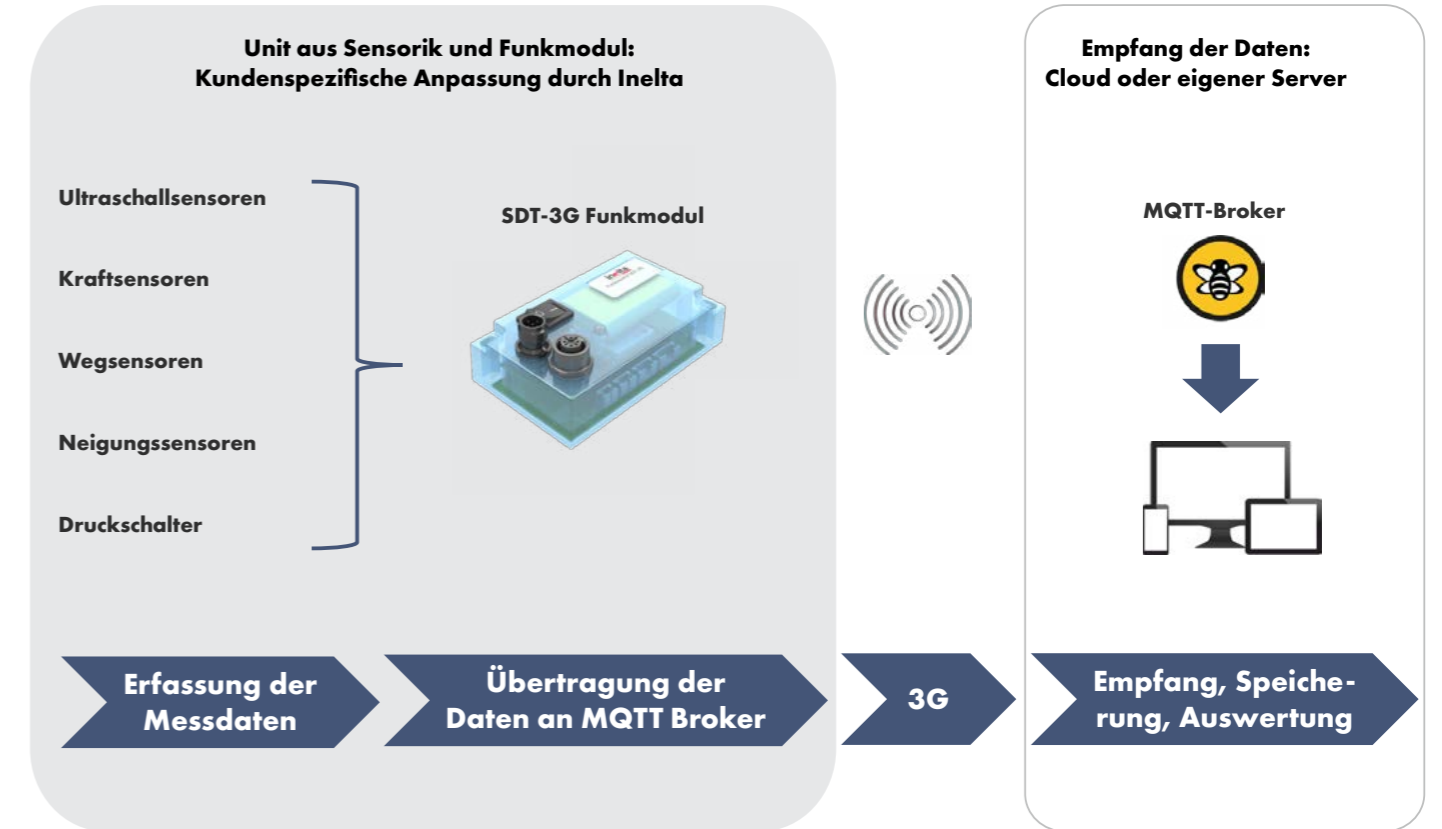 Unit aus Sensorik und Funkmodul:
Kundenspezifische Anpassung durch Inelta
Empfang der Daten:
Cloud oder eigener Server
Ultraschallsensoren
Kraftsensoren
Wegsensoren
Neigungssensoren
Druckschalter
SDT-3G Funkmodul
inelta
MQTT-Broker
Erfassung der
Messdaten
Übertragung der
Daten an MQTT Broker
3G
Empfang, Speiche-
rung, Auswertung